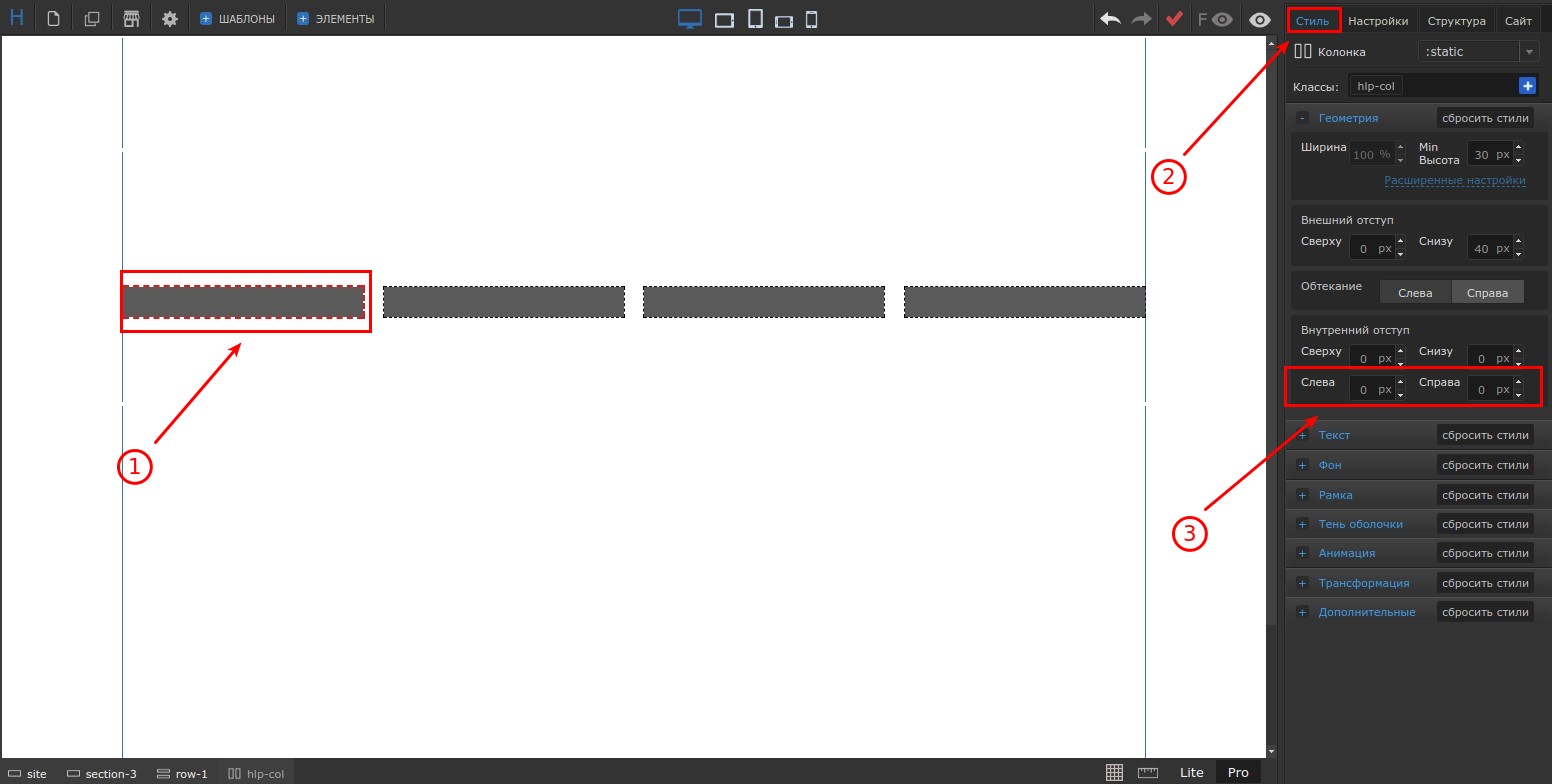 H
ШАБЛОНЫ
ЭЛЕМЕНТЫ
F
Стиль
Настройки
Структура
Сайт
Колонка
:static
Классы:
hlp-col
+
- Геометрия
сбросить стили
Ширина
100 %
Min
Высота
30 px
Расширенные настройки
Внешний отступ
Сверху
0 px
Снизу
40 px
Обтекание
Слева
Справа
Внутренний отступ
Сверху
0 px
Снизу
0 px
Слева
0 px
Справа
0 px
+ Текст
сбросить стили
+ Фон
сбросить стили
+ Рамка
сбросить стили
+ Тень оболочки
сбросить стили
+ Анимация
сбросить стили
+ Трансформация
сбросить стили
+ Дополнительные
сбросить стили
1
2
3
site
section-3
row-1
hlp-col
Lite
Pro